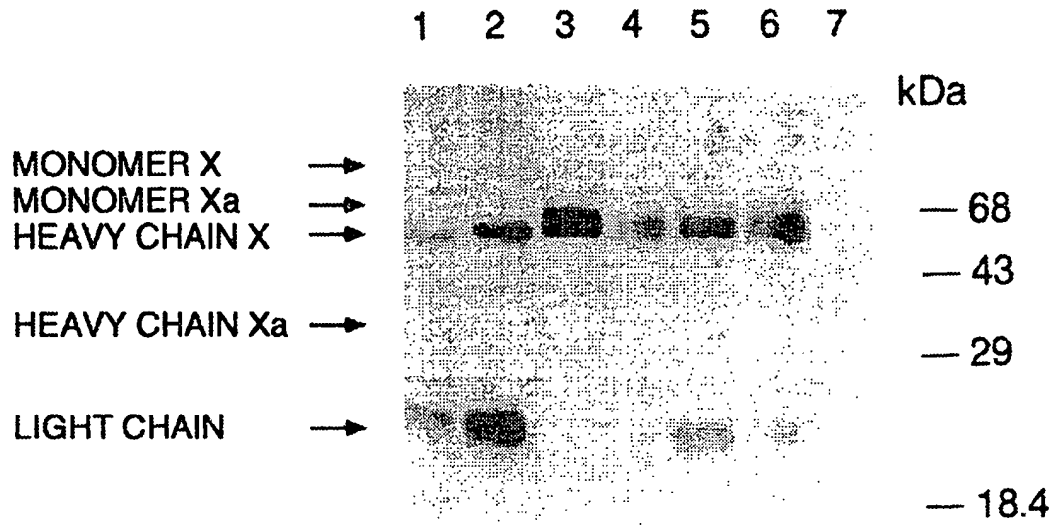 1 2 3 4 5 6 7
kDa
MONOMER X
MONOMER Xa
HEAVY CHAIN X
HEAVY CHAIN Xa
LIGHT CHAIN
68
43
29
18.4